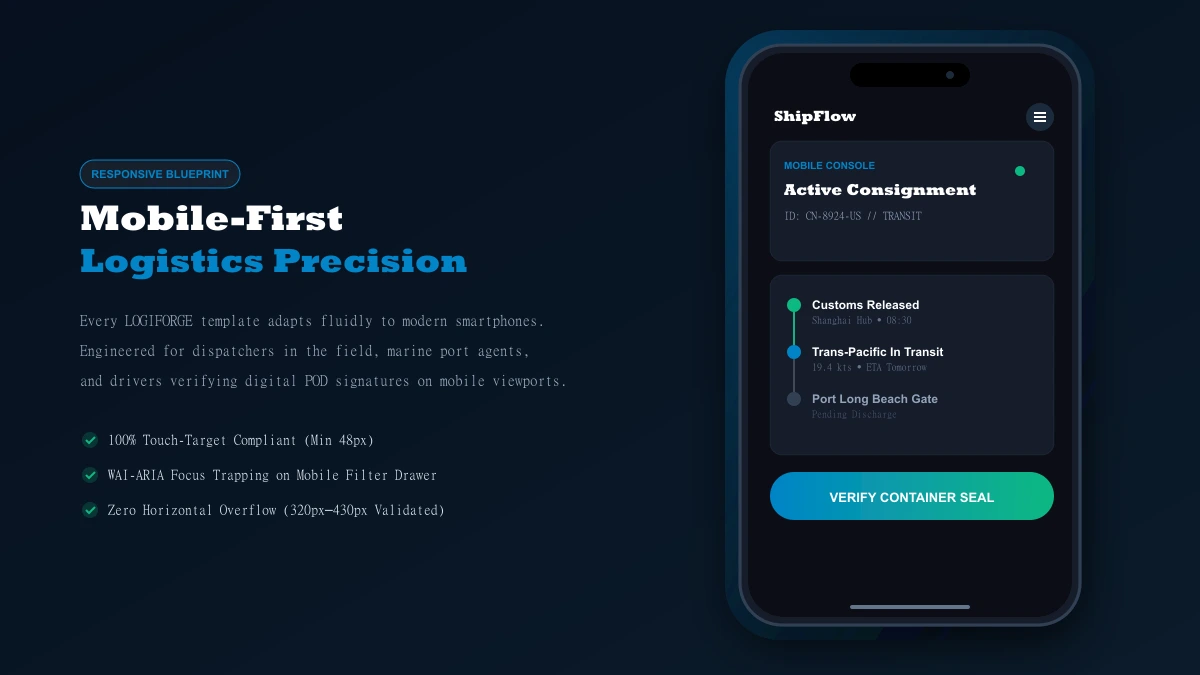 RESPONSIVE BLUEPRINT
Mobile-First
Logistics Precision
Every LOGIFORGE template adapts fluidly to modern smartphones.
Engineered for dispatchers in the field, marine port agents,
and drivers verifying digital POD signatures on mobile viewports.
100% Touch-Target Compliant (Min 48px)
WAI-ARIA Focus Trapping on Mobile Filter Drawer
Zero Horizontal Overflow (320px–430px Validated)
ShipFlow
MOBILE CONSOLE
Active Consignment
ID: CN-8924-US // TRANSIT
Customs Released
Shanghai Hub • 08:30
Trans-Pacific In Transit
19.4 kts • ETA Tomorrow
Port Long Beach Gate
Pending Discharge
VERIFY CONTAINER SEAL